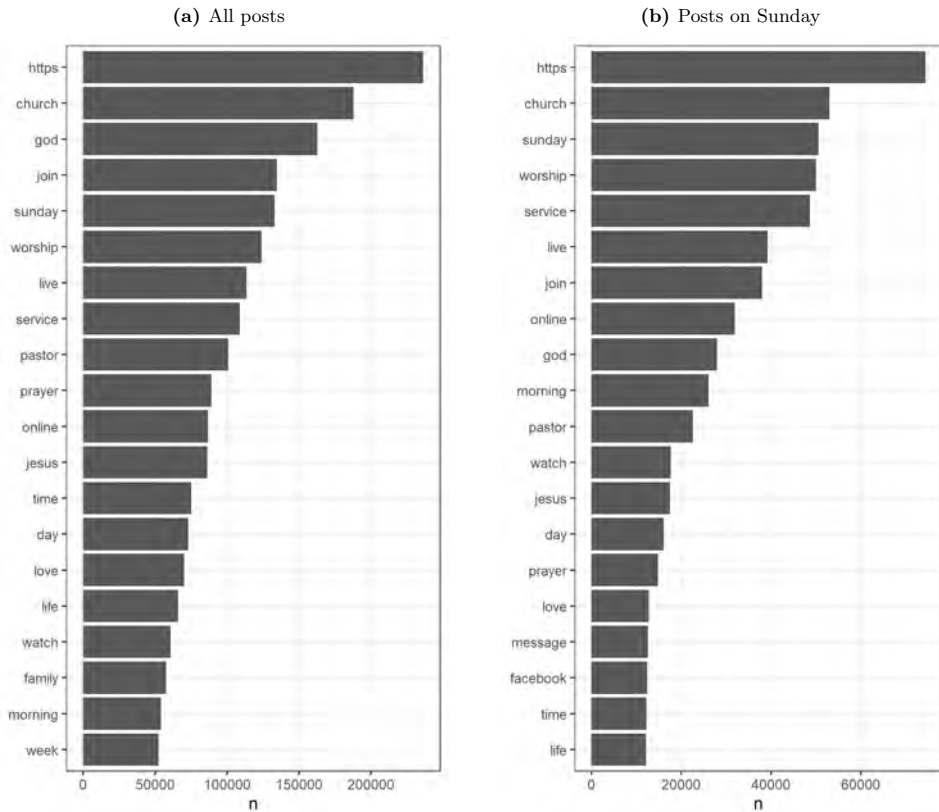 (a) All posts
https
church
god
join
sunday
worship
live
service
pastor
prayer
online
jesus
time
day
love
life
watch
family
morning
week
0 50000 100000 150000 200000
n
(b) Posts on Sunday
https
church
sunday
worship
service
live
join
online
god
morning
pastor
watch
jesus
day
prayer
love
message
facebook
time
life
0 20000 40000 60000
n